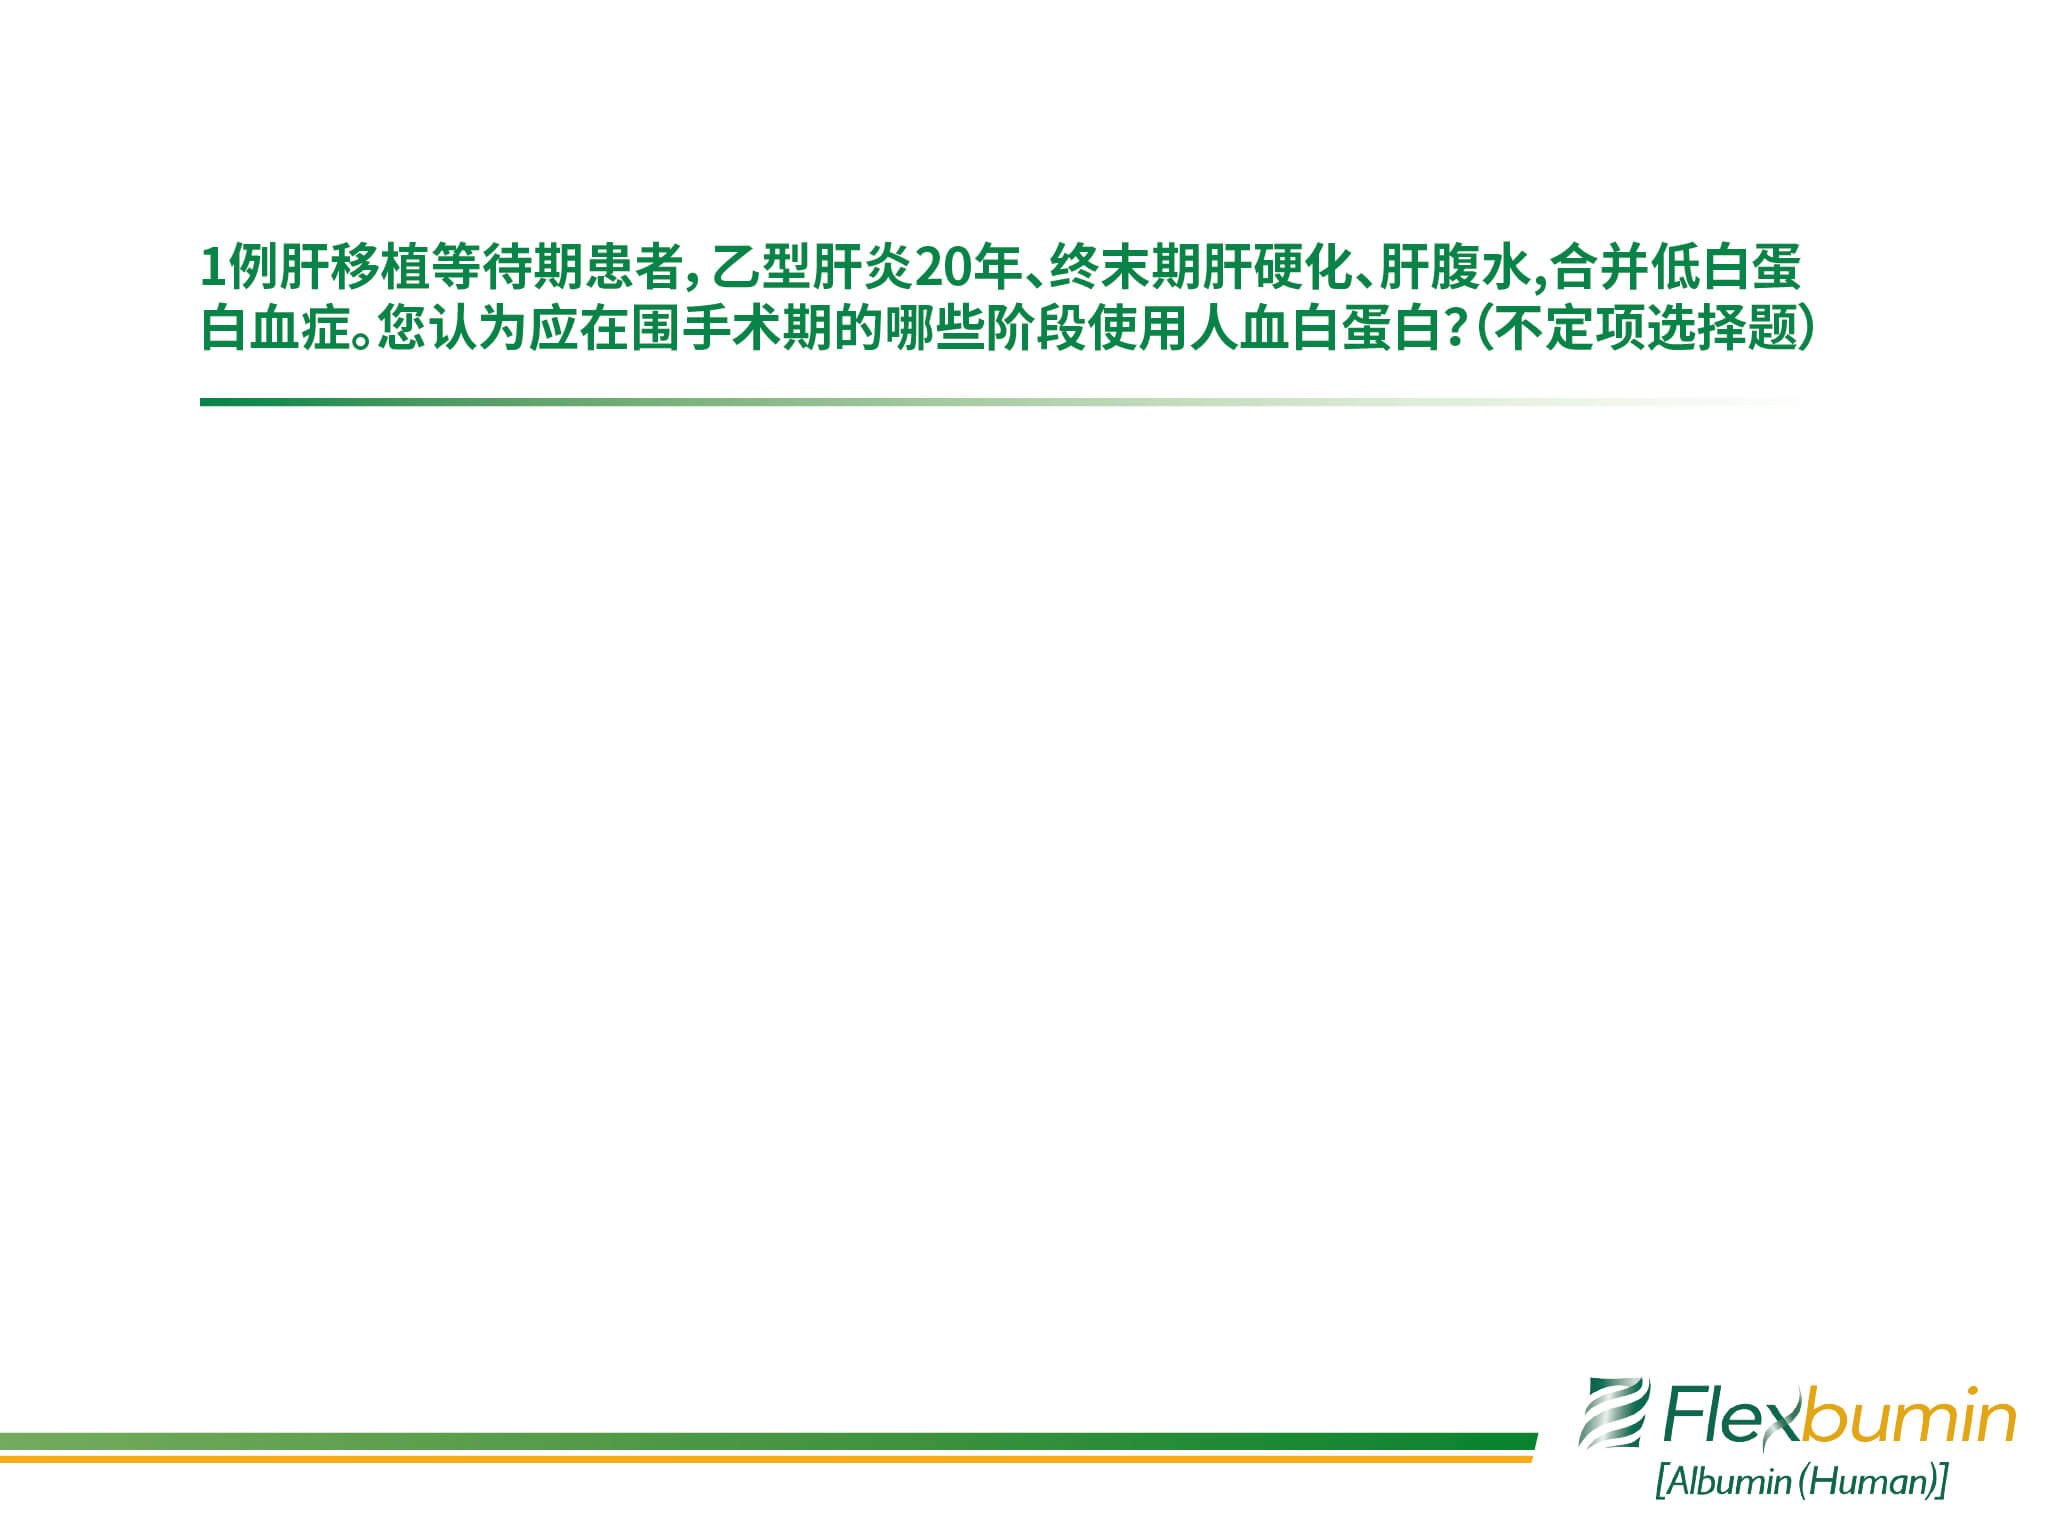 1例肝移植等待期患者，乙型肝炎20年、终末期肝硬化、肝腹水,合并低白蛋
白血症。您认为应在围手术期的哪些阶段使用人血白蛋白？（不定项选择题）
Flexbumin
[Albumin (Human)]